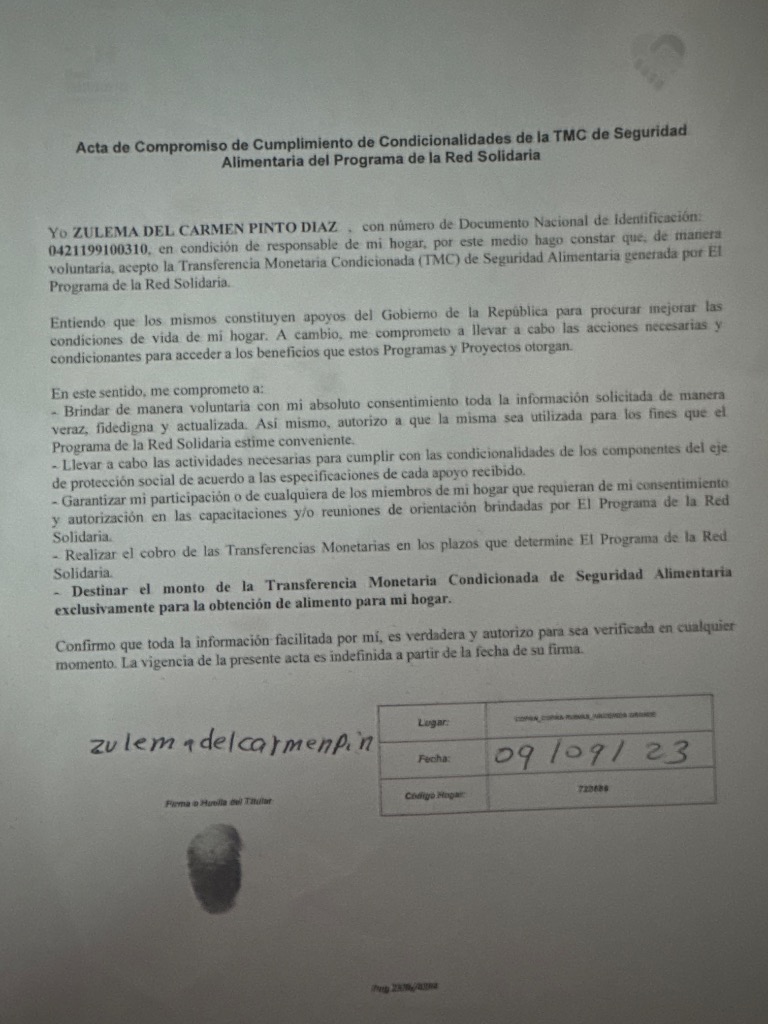 Acta de Compromiso de Cumplimiento de Condicionalidades de la TMC de Seguridad
Alimentaria del Programa de la Red Solidaria
Yo ZULEMA DEL CARMEN PINTO DIAZ , con número de Documento Nacional de Identificación:
0421199100310, en condición de responsable de mi hogar, por este medio hago constar que, de manera
voluntaria, acepto la Transferencia Monetaria Condicionada (TMC) de Seguridad Alimentaria generada por El
Programa de la Red Solidaria.
Entiendo que los mismos constituyen apoyos del Gobierno de la República para procurar mejorar las
condiciones de vida de mi hogar. A cambio, me comprometo a llevar a cabo las acciones necesarias y
condicionantes para acceder a los beneficios que estos Programas y Proyectos otorgan.
En este sentido, me comprometo a:
- Brindar de manera voluntaria con mi absoluto consentimiento toda la información solicitada de manera
veraz, fidedigna y actualizada. Así mismo, autorizo a que la misma sea utilizada para los fines que el
Programa de la Red Solidaria estime conveniente.
- Llevar a cabo las actividades necesarias para cumplir con las condicionalidades de los componentes del eje
de protección social de acuerdo a las especificaciones de cada apoyo recibido.
- Garantizar mi participación o de cualquiera de los miembros de mi hogar que requieran de mi consentimiento
y autorización en las capacitaciones y/o reuniones de orientación brindadas por El Programa de la Red
Solidaria.
- Realizar el cobro de las Transferencias Monetarias en los plazos que determine El Programa de la Red
Solidaria.
- Destinar el monto de la Transferencia Monetaria Condicionada de Seguridad Alimentaria
exclusivamente para la obtención de alimento para mi hogar.
Confirmo que toda la información facilitada por mí, es verdadera y autorizo para sea verificada en cualquier
momento. La vigencia de la presente acta es indefinida a partir de la fecha de su firma.
zulemadelcarmenpin
Firma o Huella del Titular
Lugar:
Fecha: 09/09/23
Código Hogar: